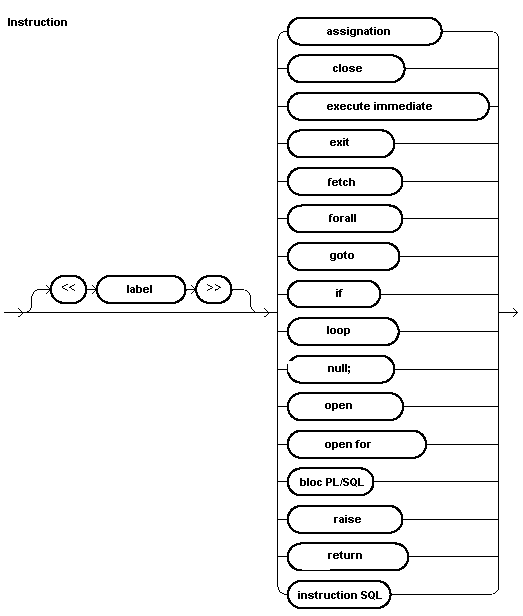 Instruction
assignation
close
execute immediate
exit
fetch
forall
goto
<< label >>
if
loop
null;
open
open for
bloc PL/SQL
raise
return
instruction SQL